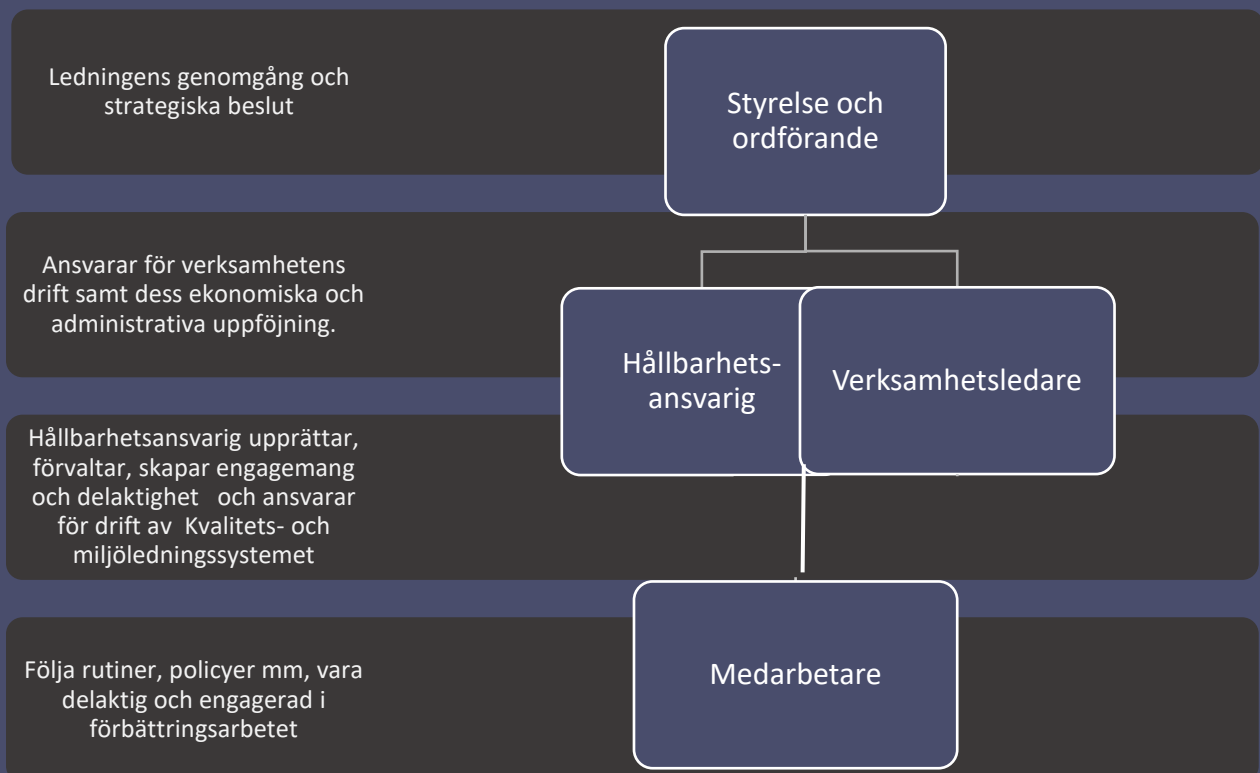 Ledningens genomgång och
strategiska beslut
Styrelse och
ordförande
Ansvarar för verksamhetens
drift samt dess ekonomiska och
administrativa uppföjning.
Hållbarhets-
ansvarig
Verksamhetsledare
Hållbarhetsansvarig upprättar,
förvaltar, skapar engagemang
och delaktighet och ansvarar
för drift av Kvalitets- och
miljöledningssystemet
Medarbetare
Följa rutiner, policyer mm, vara
delaktig och engagerad i
förbättringsarbetet